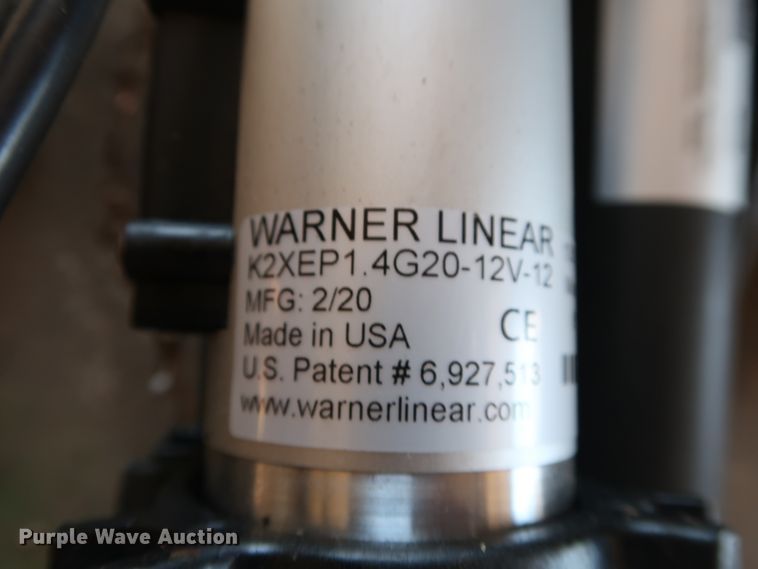 WARNER LINEAR
K2XEP1.4G20-12V-12
MFG: 2/20
Made in USA CE
U.S. Patent # 6,927,513
www.warnerlinear.com
Purple Wave Auction